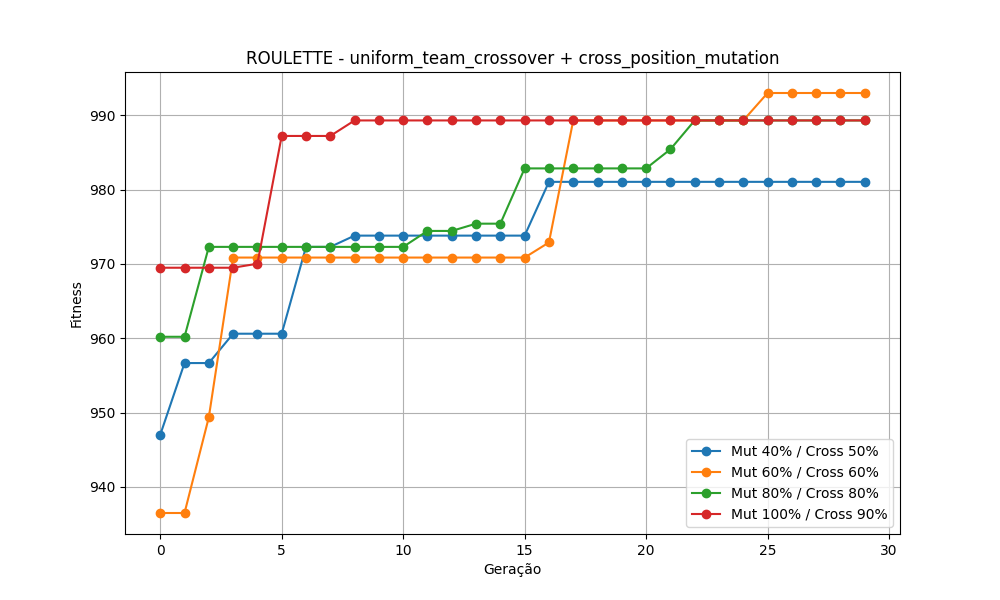 ROULETTE - uniform_team_crossover + cross_position_mutation
Fitness
990
980
970
960
950
940
0 5 10 15 20 25 30
Geração
Mut 40% / Cross 50%
Mut 60% / Cross 60%
Mut 80% / Cross 80%
Mut 100% / Cross 90%